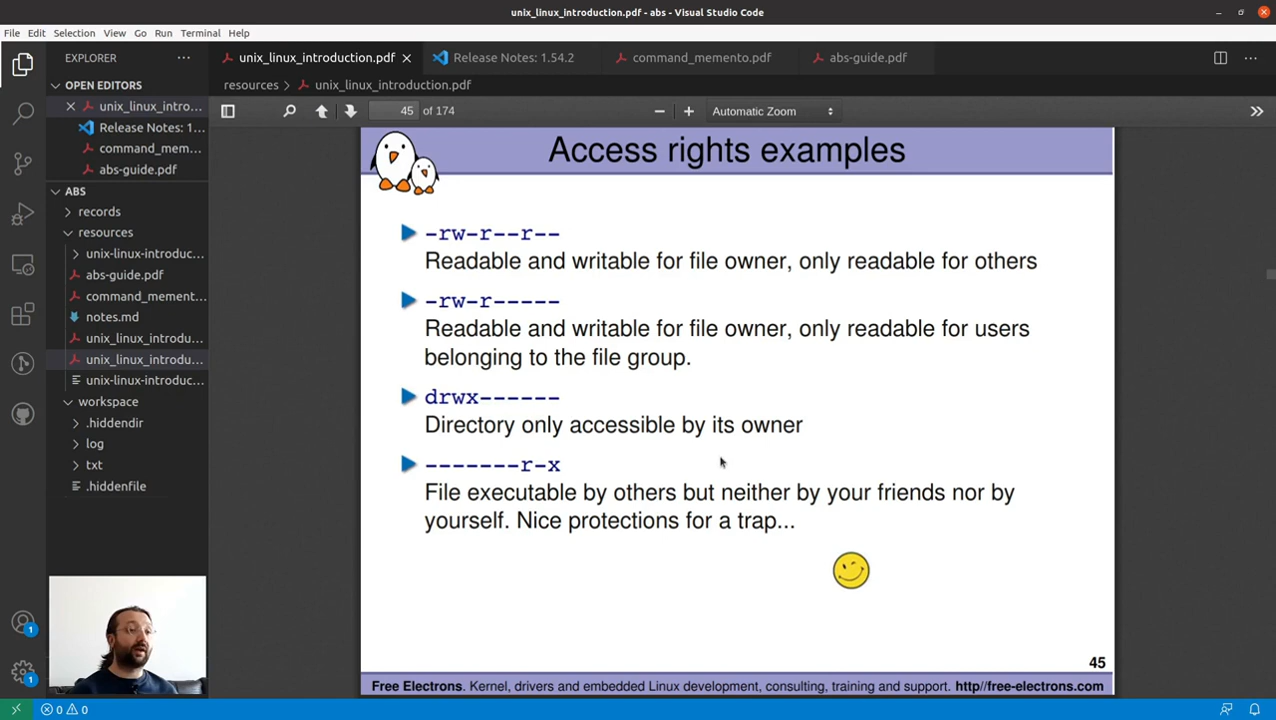 unix_linux_introduction.pdf - abs - Visual Studio Code
File Edit Selection View Go Run Terminal Help
EXPLORER
unix_linux_introduction.pdf
Release Notes: 1.54.2
command_memento.pdf
abs-guide.pdf
OPEN EDITORS
resources > unix_linux_introduction.pdf
unix_linux_intro...
Release Notes: 1...
command_mem...
abs-guide.pdf
45 of 174
Automatic Zoom
ABS
records
resources
unix-linux-introduc...
abs-guide.pdf
command_mement...
notes.md
unix_linux_introdu...
unix_linux_introdu...
unix-linux-introduc...
workspace
.hiddendir
log
txt
.hiddenfile
Access rights examples
-rw-r--r--
Readable and writable for file owner, only readable for others
-rw-r-----
Readable and writable for file owner, only readable for users
belonging to the file group.
drwx------
Directory only accessible by its owner
-------r-x
File executable by others but neither by your friends nor by
yourself. Nice protections for a trap...
45
Free Electrons. Kernel, drivers and embedded Linux development, consulting, training and support. http//free-electrons.com
1
1
0 0